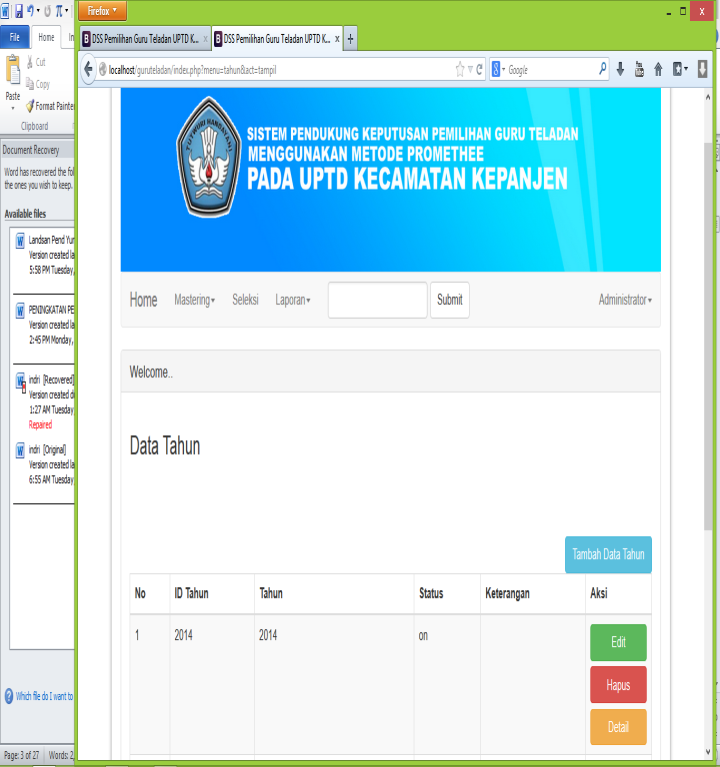 Firefox
File
Home
In
DSS Pemilihan Guru Teladan UPTD K...
DSS Pemilihan Guru Teladan UPTD K...
localhost/guruteladan/index.php?menu=tahun&act=tampil
Google
Paste
Cut
Copy
Format Painte
Clipboard
Document Recovery
Word has recovered the fol
the ones you wish to keep.
Available files
Landsan Pend Yur
Version created la
5:58 PM Tuesday,
PENINGKATAN PE
Version created la
2:45 PM Monday,
indri [Recovered]
Version created d
1:27 AM Tuesday
Repaired
indri [Original]
Version created la
6:55 AM Tuesday
Which file do I want to
Page: 3 of 27
Words: 2
TUTWURI HANDAYANI
SISTEM PENDUKUNG KEPUTUSAN PEMILIHAN GURU TELADAN
MENGGUNAKAN METODE PROMETHEE
PADA UPTD KECAMATAN KEPANJEN
Home
Mastering
Seleksi
Laporan
Submit
Administrator
Welcome..
Data Tahun
Tambah Data Tahun
No ID Tahun Tahun Status Keterangan Aksi
1 2014 2014 on
Edit
Hapus
Detail